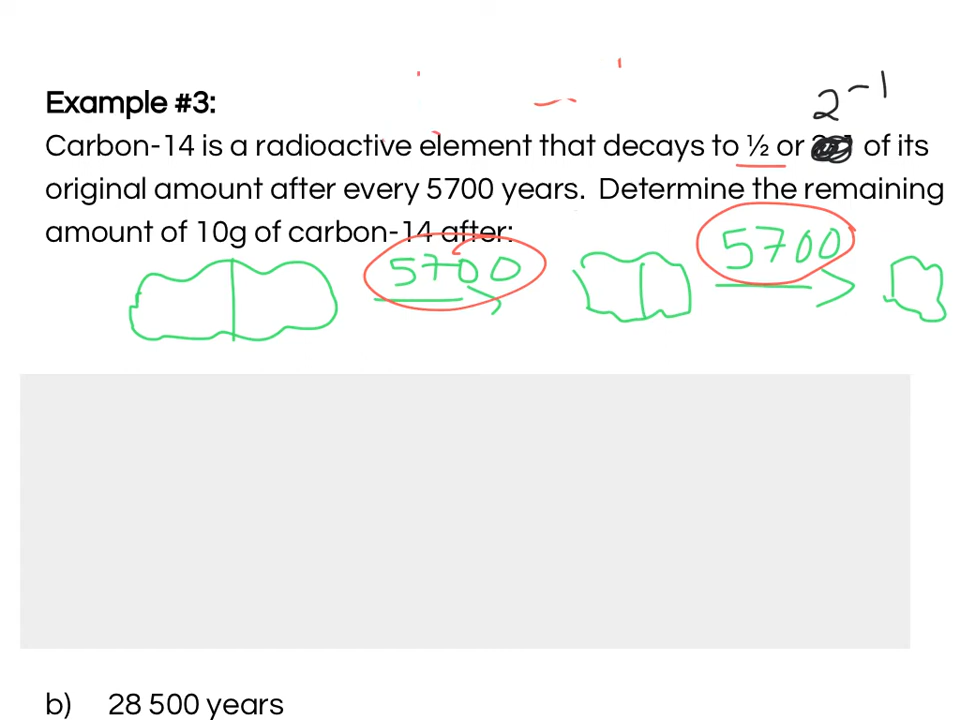 2⁻¹
Example #3:
Carbon-14 is a radioactive element that decays to ½ or of its
original amount after every 5700 years. Determine the remaining
amount of 10g of carbon-14 after:
5700 5700
b) 28 500 years